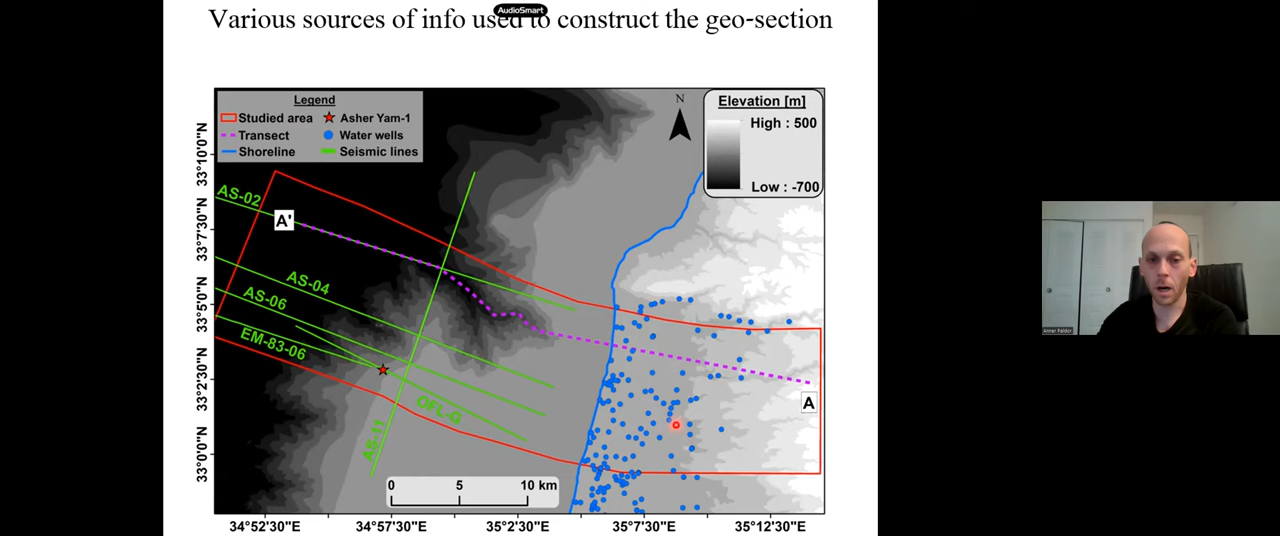 AudioSmart
Various sources of info used to construct the geo-section
Legend
Studied area
Asher Yam-1
Transect
Water wells
Shoreline
Seismic lines
N
Elevation [m]
High : 500
Low : -700
33°10'0"N
33°7'30"N
33°5'0"N
33°2'30"N
33°0'0"N
AS-02
A'
AS-04
AS-06
EM-83-06
OFL-G
AS-11
A
0 5 10 km
34°52'30"E 34°57'30"E 35°2'30"E 35°7'30"E 35°12'30"E